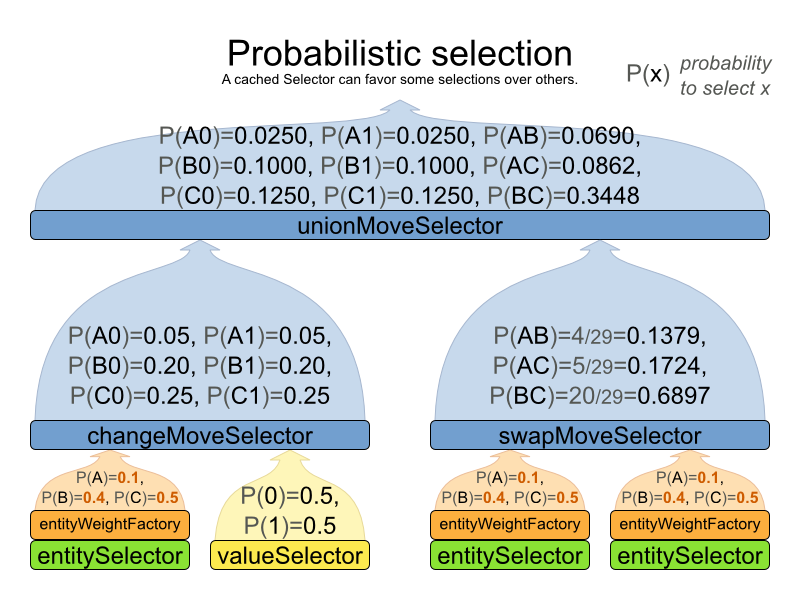 Probabilistic selection
A cached Selector can favor some selections over others.
P(x) probability
to select x
P(A0)=0.0250, P(A1)=0.0250, P(AB)=0.0690,
P(B0)=0.1000, P(B1)=0.1000, P(AC)=0.0862,
P(C0)=0.1250, P(C1)=0.1250, P(BC)=0.3448
unionMoveSelector
P(A0)=0.05, P(A1)=0.05,
P(B0)=0.20, P(B1)=0.20,
P(C0)=0.25, P(C1)=0.25
changeMoveSelector
P(AB)=4/29=0.1379,
P(AC)=5/29=0.1724,
P(BC)=20/29=0.6897
swapMoveSelector
P(A)=0.1,
P(B)=0.4, P(C)=0.5
entityWeightFactory
entitySelector
P(0)=0.5,
P(1)=0.5
valueSelector
P(A)=0.1,
P(B)=0.4, P(C)=0.5
entityWeightFactory
entitySelector
P(A)=0.1,
P(B)=0.4, P(C)=0.5
entityWeightFactory
entitySelector